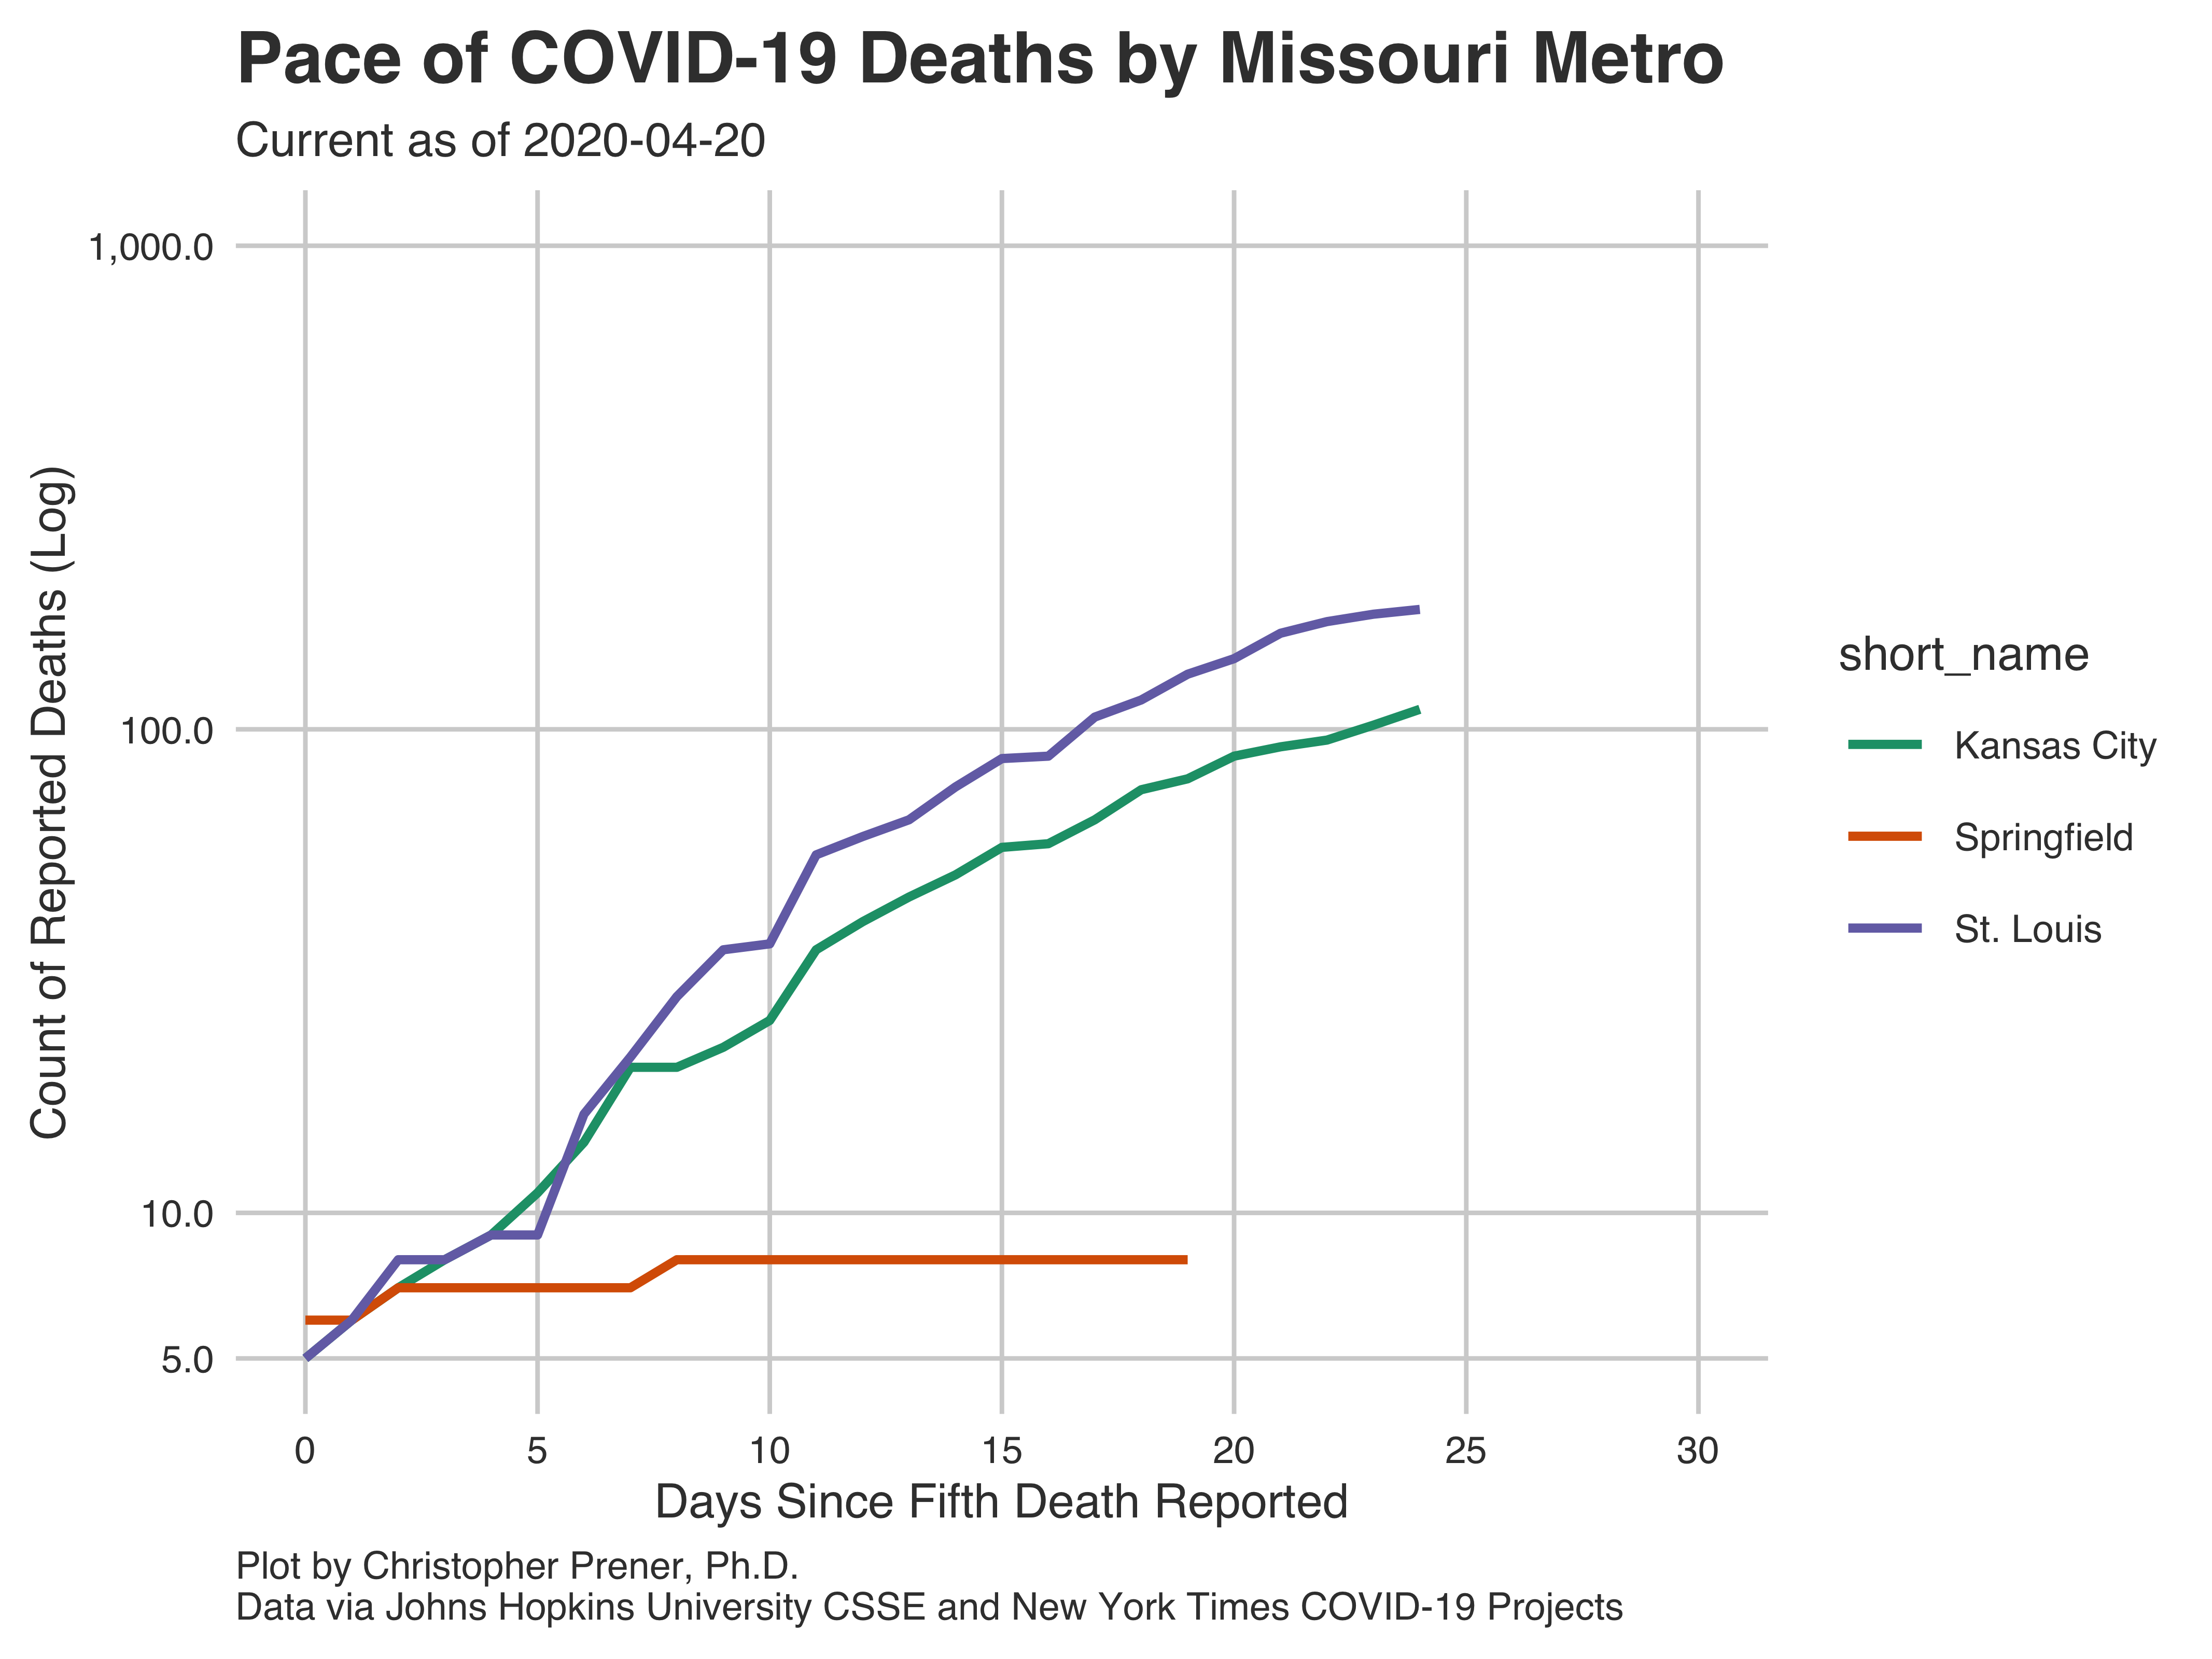 Pace of COVID-19 Deaths by Missouri Metro
Current as of 2020-04-20
Count of Reported Deaths (Log)
1,000.0
100.0
10.0
5.0
0 5 10 15 20 25 30
Days Since Fifth Death Reported
short_name
Kansas City
Springfield
St. Louis
Plot by Christopher Prener, Ph.D.
Data via Johns Hopkins University CSSE and New York Times COVID-19 Projects